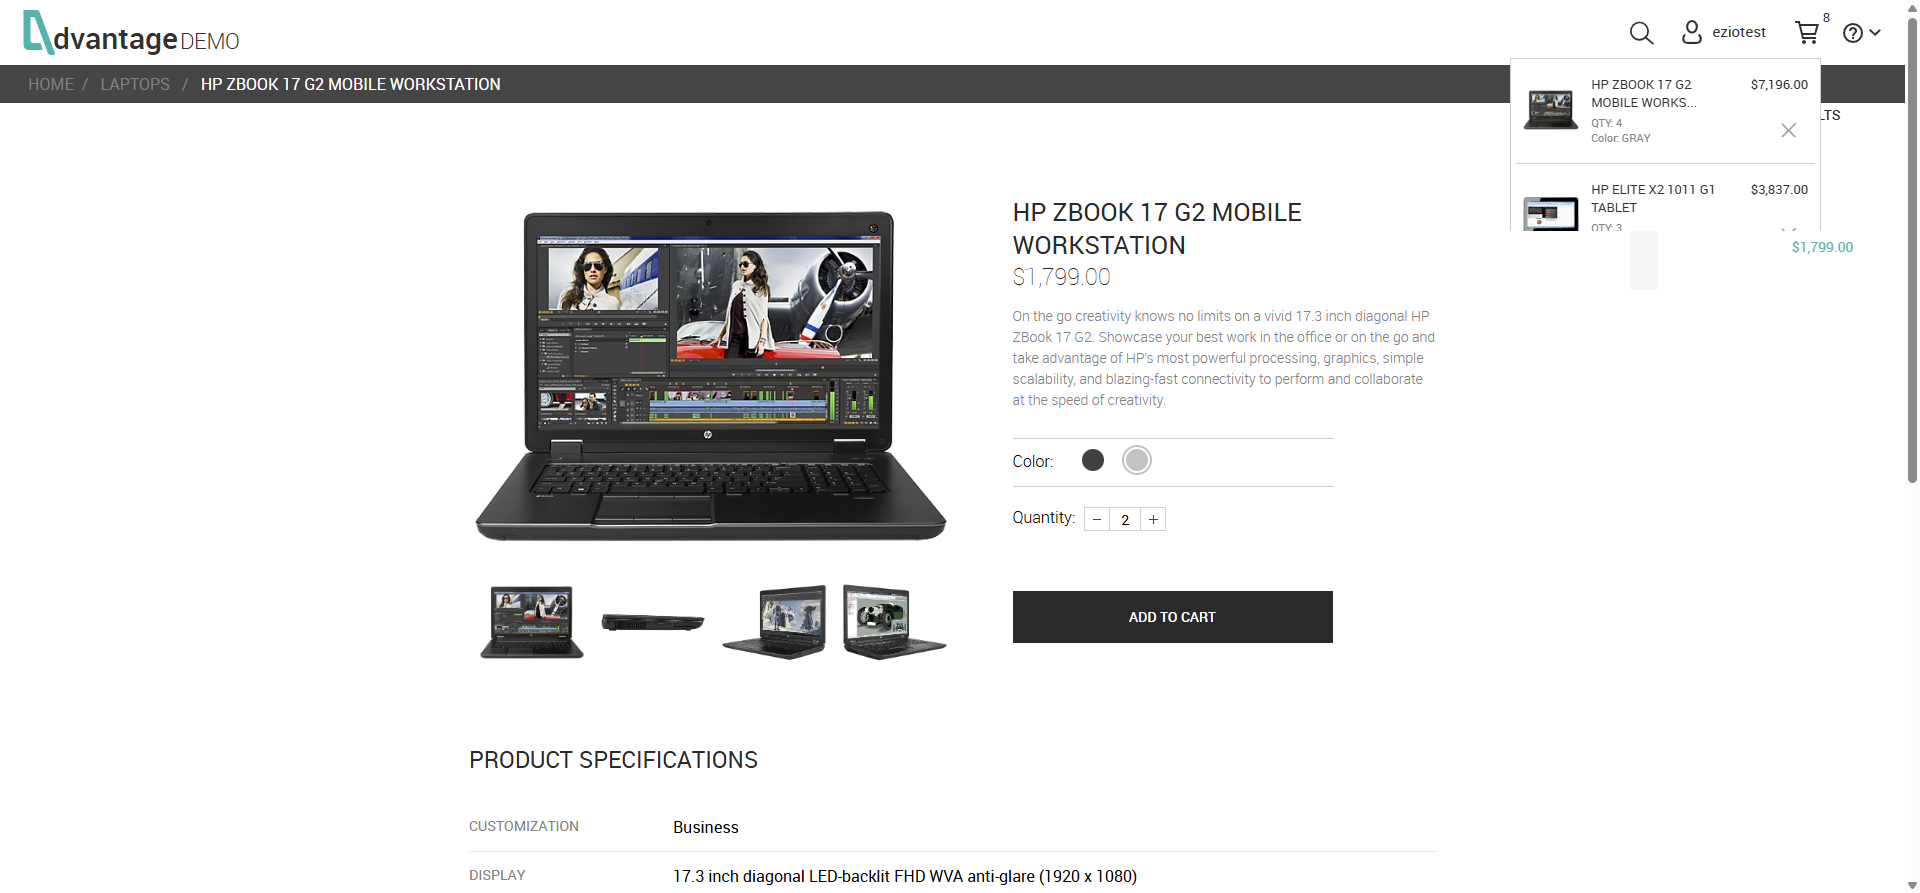 dvantage DEMO
eziotest
8
HOME / LAPTOPS / HP ZBOOK 17 G2 MOBILE WORKSTATION
HP ZBOOK 17 G2
MOBILE WORKS...
$7,196.00
QTY: 4
Color: GRAY
LTS
HP ELITE X2 1011 G1
TABLET
$3,837.00
QTY: 3
$1,799.00
HP ZBOOK 17 G2 MOBILE
WORKSTATION
$1,799.00
On the go creativity knows no limits on a vivid 17.3 inch diagonal HP
ZBook 17 G2. Showcase your best work in the office or on the go and
take advantage of HP's most powerful processing, graphics, simple
scalability, and blazing-fast connectivity to perform and collaborate
at the speed of creativity.
Color:
Quantity: − 2 +
ADD TO CART
PRODUCT SPECIFICATIONS
CUSTOMIZATION Business
DISPLAY 17.3 inch diagonal LED-backlit FHD WVA anti-glare (1920 x 1080)